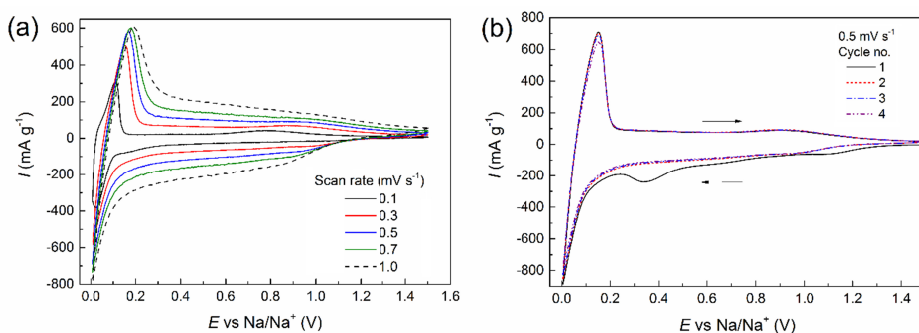 (a)
600
400
200
0
-200
-400
-600
-800
I (mA g⁻¹)
Scan rate (mV s⁻¹)
0.1
0.3
0.5
0.7
1.0
0.0 0.2 0.4 0.6 0.8 1.0 1.2 1.4 1.6
E vs Na/Na⁺ (V)
(b)
800
600
400
200
0
-200
-400
-600
-800
I (mA g⁻¹)
0.5 mV s⁻¹
Cycle no.
1
2
3
4
0.0 0.2 0.4 0.6 0.8 1.0 1.2 1.4
E vs Na/Na⁺ (V)